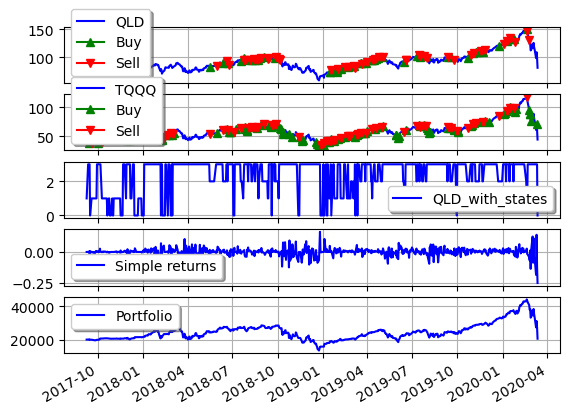 150
100
QLD
Buy
Sell
100
50
TQQQ
Buy
Sell
2
0
QLD_with_states
0.00
−0.25
Simple returns
40000
20000
Portfolio
2017-10
2018-01
2018-04
2018-07
2018-10
2019-01
2019-04
2019-07
2019-10
2020-01
2020-04